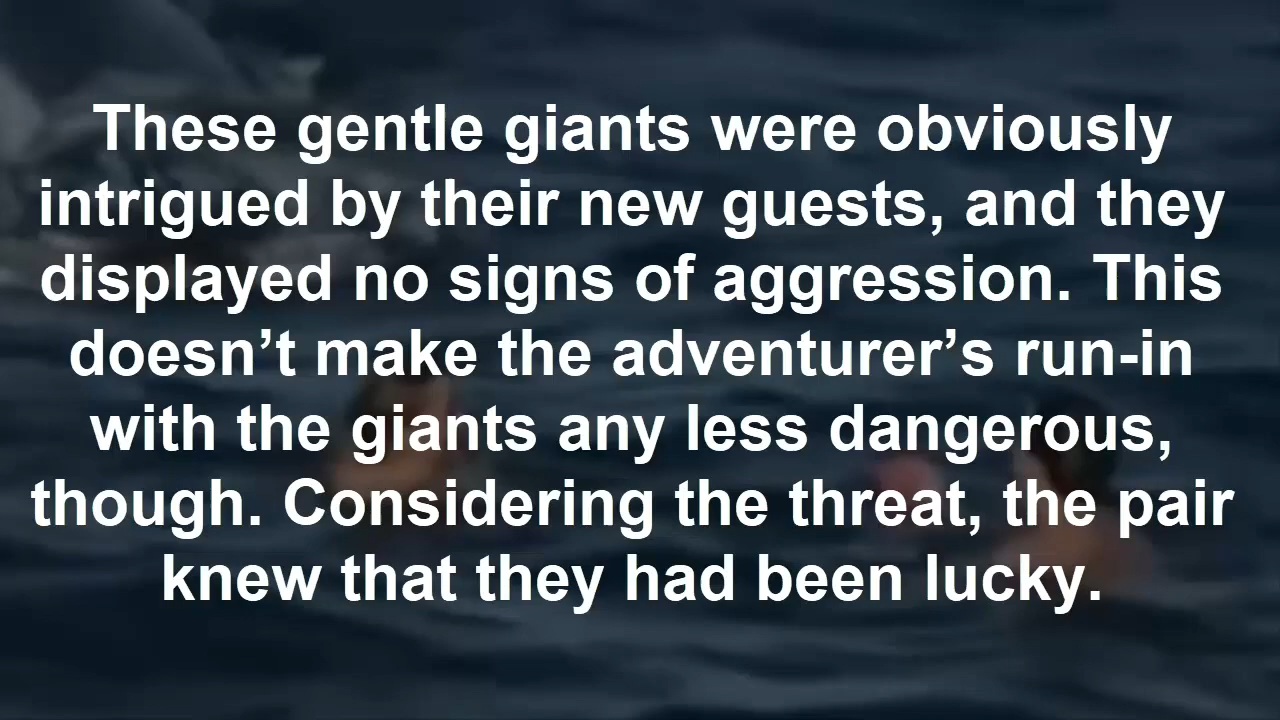 These gentle giants were obviously
intrigued by their new guests, and they
displayed no signs of aggression. This
doesn’t make the adventurer’s run-in
with the giants any less dangerous,
though. Considering the threat, the pair
knew that they had been lucky.